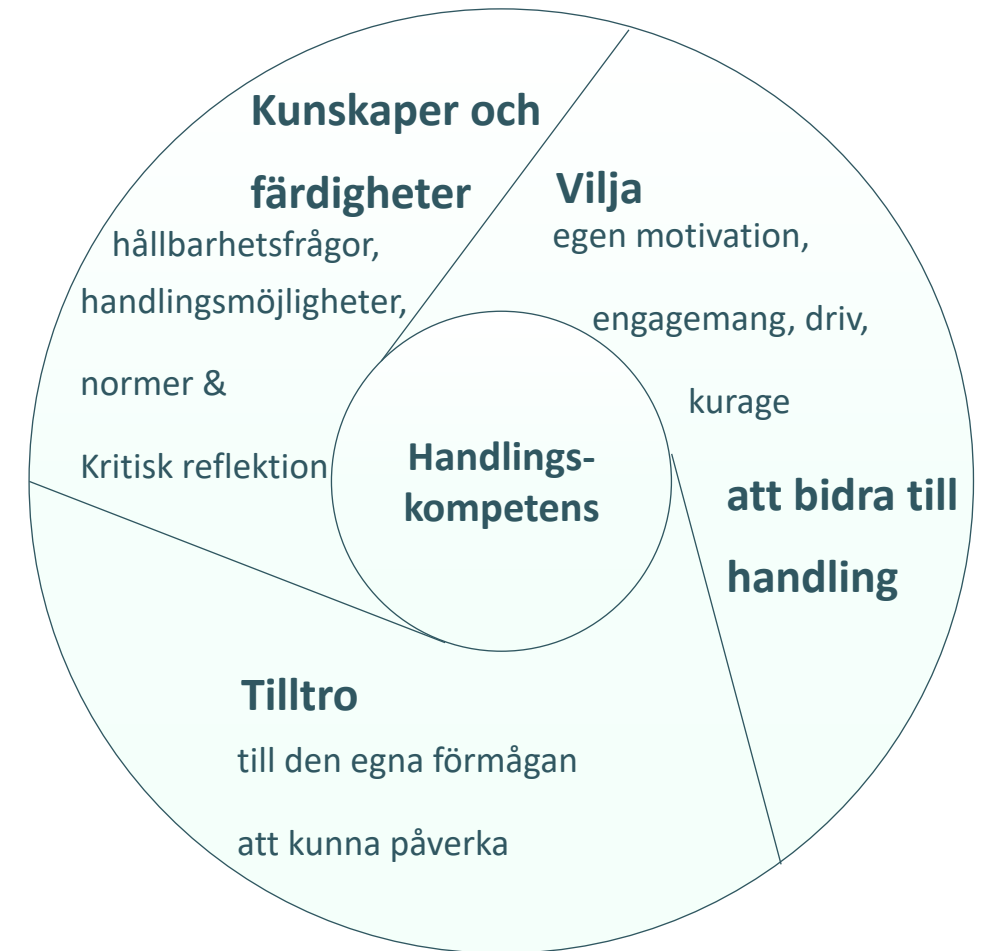 Kunskaper och
färdigheter
hållbarhetsfrågor,
handlingsmöjligheter,
normer &
Kritisk reflektion
Vilja
egen motivation,
engagemang, driv,
kurage
att bidra till
handling
Handlings-
kompetens
Tilltro
till den egna förmågan
att kunna påverka